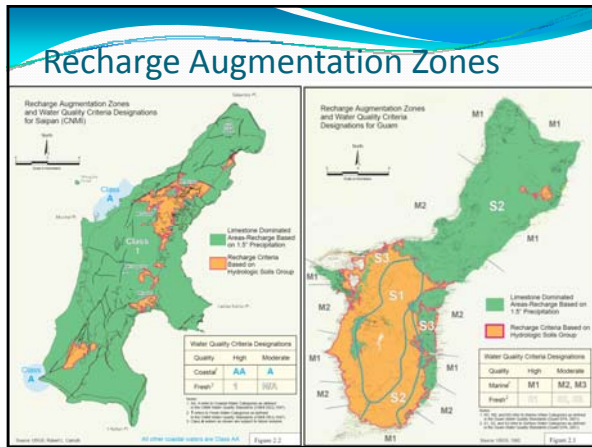 Recharge Augmentation Zones
Recharge Augmentation Zones
and Water Quality Criteria Designations
for Saipan (CNMI)
North
Class
A
Class
1
Limestone Dominated
Areas-Recharge Based
on 1.5" Precipitation
Recharge Criteria
Based on
Hydrologic Soils Group
Class
A
Water Quality Criteria Designations
Quality High Moderate
Coastal¹ AA A
Fresh² 1 N/A
All other coastal waters are Class AA
Figure 2.2
Recharge Augmentation Zones
and Water Quality Criteria
Designations for Guam
North
M1
M1
M2
S2
M1
M2
S3
S1
M2
M2
S3
M1
M1
S2
M2
M1
Limestone Dominated
Areas-Recharge Based on
1.5" Precipitation
Recharge Criteria Based on
Hydrologic Soils Group
Water Quality Criteria Designations
Quality High Moderate
Marine¹ M1 M2, M3
Fresh²
Figure 2.1